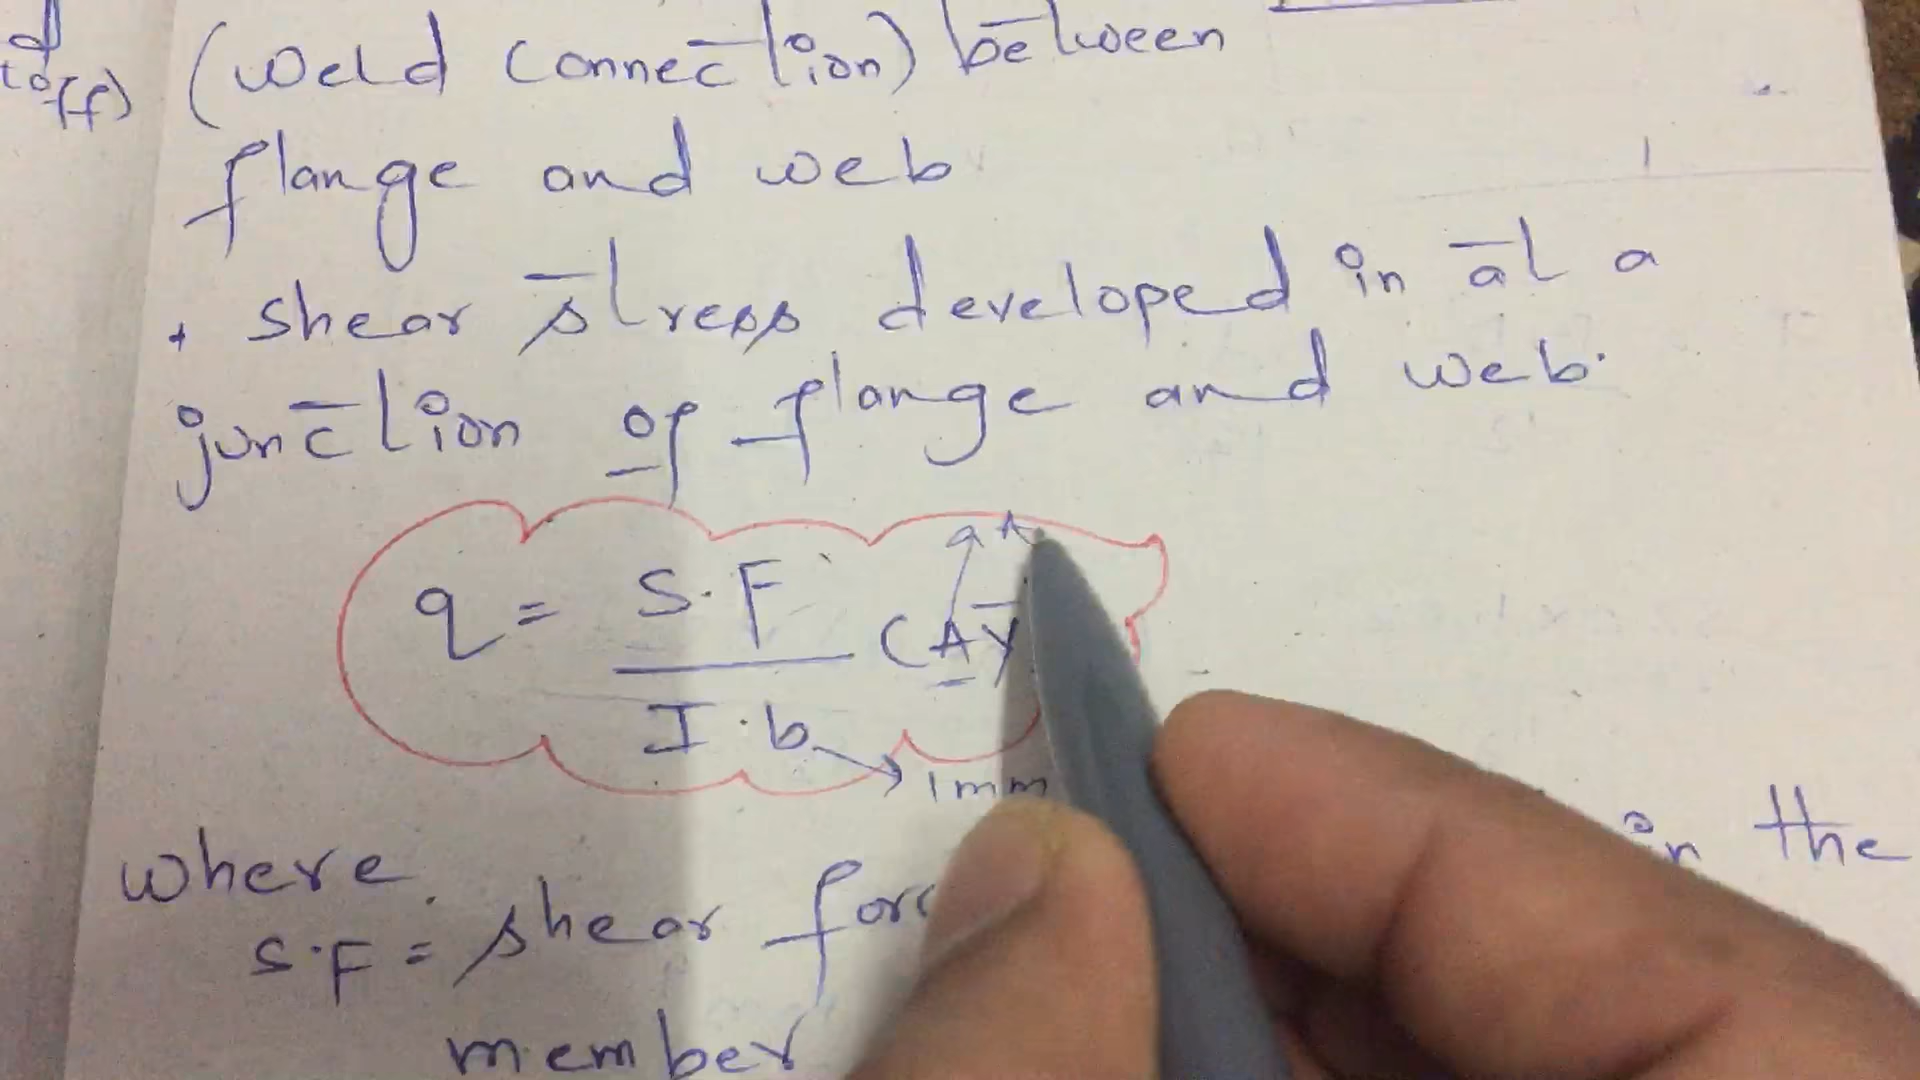 (weld connection) between
flange and web
shear stress developed in at a
junction of flange and web.
q = S.F
I.b (AȲ
1mm
where.
in the
S.F = shear
member